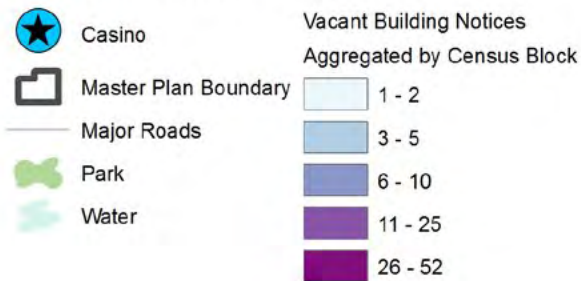 Casino
Master Plan Boundary
Major Roads
Park
Water
Vacant Building Notices
Aggregated by Census Block
1 - 2
3 - 5
6 - 10
11 - 25
26 - 52